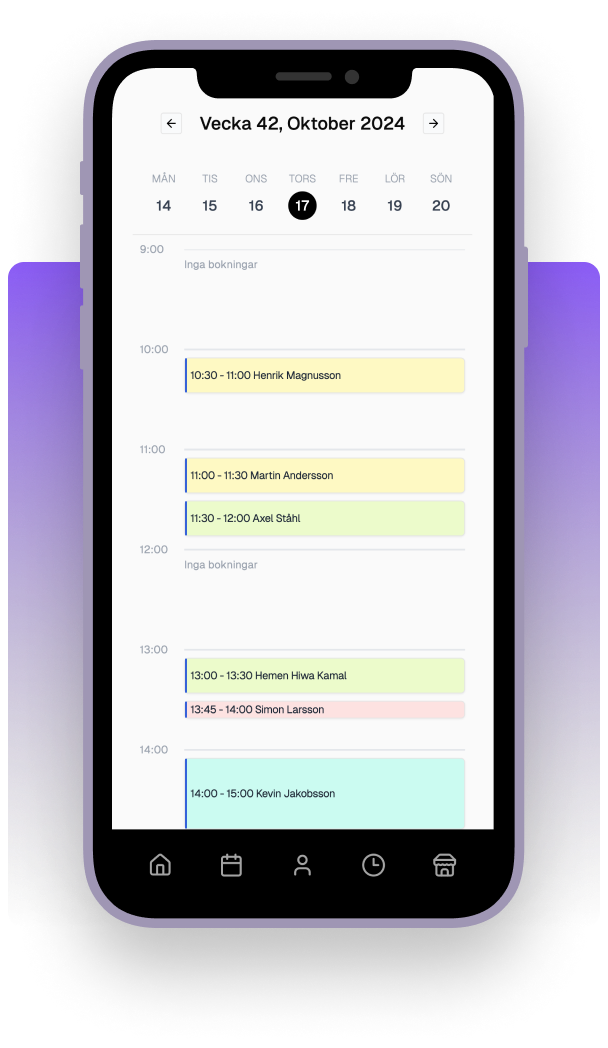 Vecka 42, Oktober 2024
MÅN TIS ONS TORS FRE LÖR SÖN
14 15 16 17 18 19 20
9:00
Inga bokningar
10:00
10:30 - 11:00 Henrik Magnusson
11:00
11:00 - 11:30 Martin Andersson
11:30 - 12:00 Axel Ståhl
12:00
Inga bokningar
13:00
13:00 - 13:30 Hemen Hiwa Kamal
13:45 - 14:00 Simon Larsson
14:00
14:00 - 15:00 Kevin Jakobsson